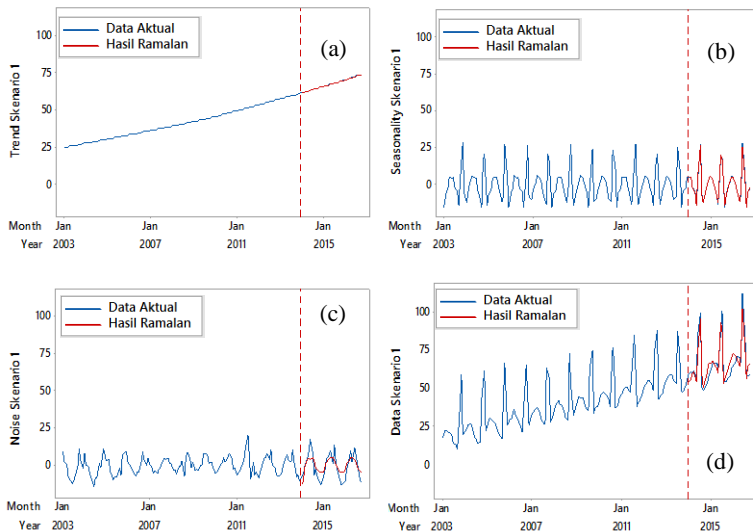 100
75
50
25
0
Trend Skenario 1
Data Aktual
Hasil Ramalan
(a)
Month Jan Jan Jan Jan
Year 2003 2007 2011 2015
100
75
50
25
0
Seasonality Skenario 1
Data Aktual
Hasil Ramalan
(b)
Month Jan Jan Jan Jan
Year 2003 2007 2011 2015
100
75
50
25
0
Noise Skenario 1
Data Aktual
Hasil Ramalan
(c)
Month Jan Jan Jan Jan
Year 2003 2007 2011 2015
100
75
50
25
0
Data Skenario 1
Data Aktual
Hasil Ramalan
(d)
Month Jan Jan Jan Jan
Year 2003 2007 2011 2015